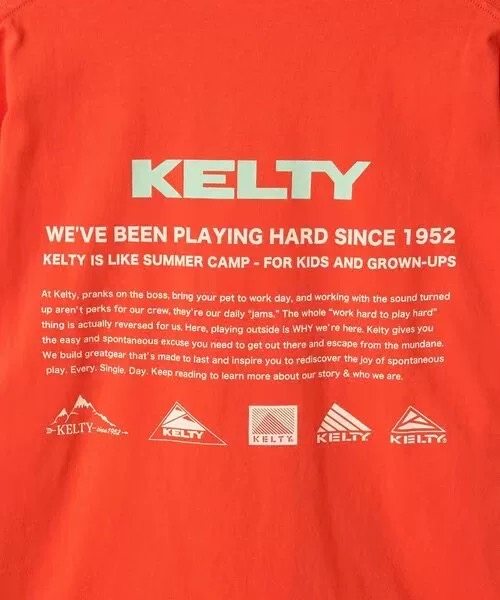 KELTY
WE'VE BEEN PLAYING HARD SINCE 1952
KELTY IS LIKE SUMMER CAMP - FOR KIDS AND GROWN-UPS
At Kelty, pranks on the boss, bring your pet to work day, and working with the sound turned
up aren't perks for our crew, they're our daily "jams." The whole "work hard to play hard"
thing is actually reversed for us. Here, playing outside is WHY we're here. Kelty gives you
the easy and spontaneous excuse you need to get out there and escape from the mundane.
We build greatgear that's made to last and inspire you to rediscover the joy of spontaneous
play. Every. Single. Day. Keep reading to learn more about our story & who we are.
KELTY since 1952
KELTY
KELTY
KELTY
KELTY